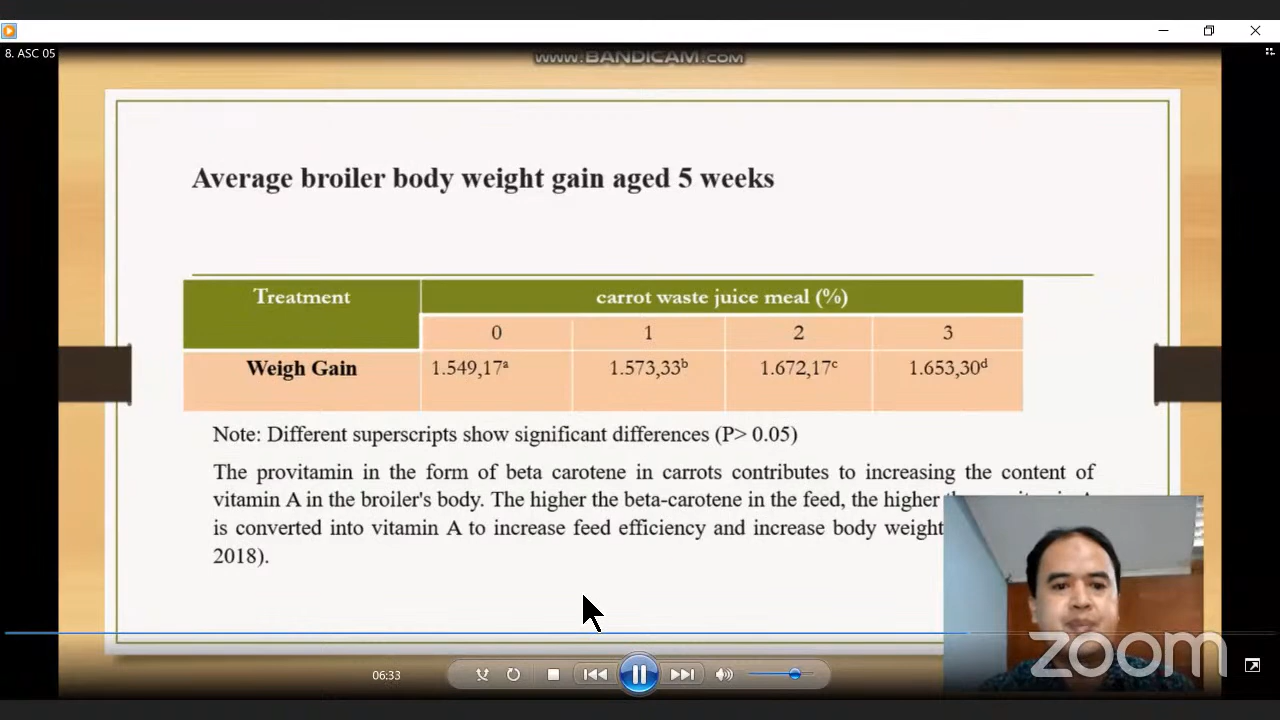 8. ASC 05
www.BANDICAM.com
Average broiler body weight gain aged 5 weeks
Treatment carrot waste juice meal (%)
0 1 2 3
Weigh Gain 1.549,17ᵃ 1.573,33ᵇ 1.672,17ᶜ 1.653,30ᵈ
Note: Different superscripts show significant differences (P> 0.05)
The provitamin in the form of beta carotene in carrots contributes to increasing the content of
vitamin A in the broiler's body. The higher the beta-carotene in the feed, the higher
is converted into vitamin A to increase feed efficiency and increase body weight
2018).
06:33
zoom